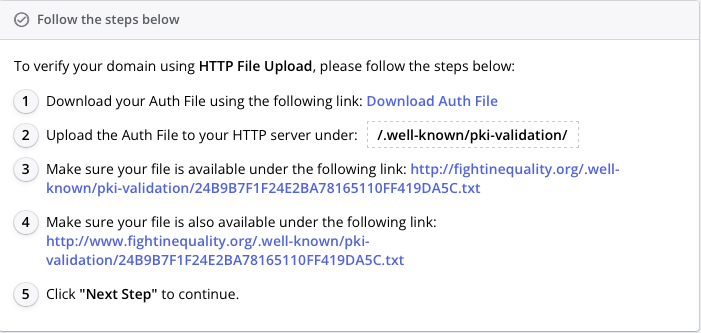 Follow the steps below
To verify your domain using HTTP File Upload, please follow the steps below:
1 Download your Auth File using the following link: Download Auth File
2 Upload the Auth File to your HTTP server under: /.well-known/pki-validation/
3 Make sure your file is available under the following link: http://fightinequality.org/.well-
known/pki-validation/24B9B7F1F24E2BA78165110FF419DA5C.txt
4 Make sure your file is also available under the following link:
http://www.fightinequality.org/.well-known/pki-
validation/24B9B7F1F24E2BA78165110FF419DA5C.txt
5 Click "Next Step" to continue.